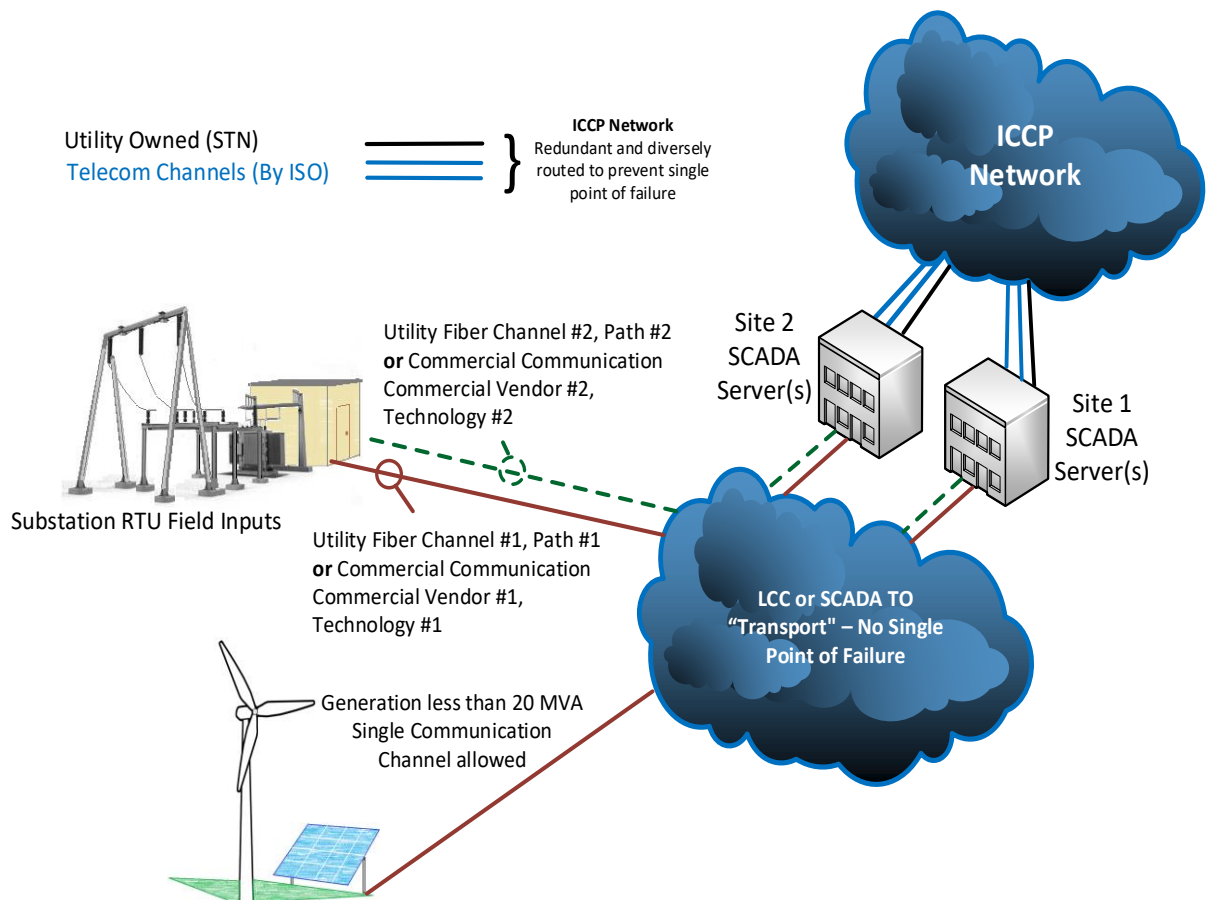 Utility Owned (STN)
Telecom Channels (By ISO)
}
ICCP Network
Redundant and diversely
routed to prevent single
point of failure
ICCP
Network
Utility Fiber Channel #2, Path #2
or Commercial Communication
Commercial Vendor #2,
Technology #2
Site 2
SCADA
Server(s)
Site 1
SCADA
Server(s)
Substation RTU Field Inputs
Utility Fiber Channel #1, Path #1
or Commercial Communication
Commercial Vendor #1,
Technology #1
LCC or SCADA TO
“Transport" – No Single
Point of Failure
Generation less than 20 MVA
Single Communication
Channel allowed